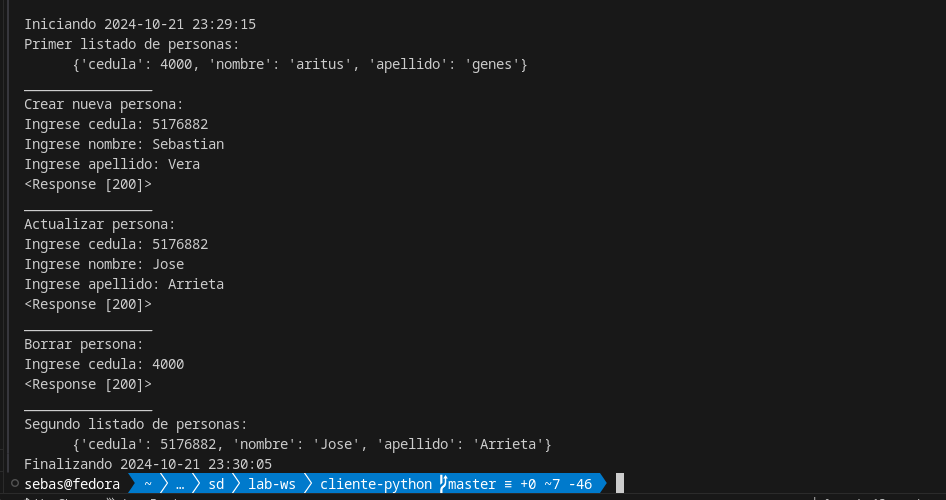 Iniciando 2024-10-21 23:29:15
Primer listado de personas:
{'cedula': 4000, 'nombre': 'aritus', 'apellido': 'genes'}
________________
Crear nueva persona:
Ingrese cedula: 5176882
Ingrese nombre: Sebastian
Ingrese apellido: Vera
<Response [200]>
________________
Actualizar persona:
Ingrese cedula: 5176882
Ingrese nombre: Jose
Ingrese apellido: Arrieta
<Response [200]>
________________
Borrar persona:
Ingrese cedula: 4000
<Response [200]>
________________
Segundo listado de personas:
{'cedula': 5176882, 'nombre': 'Jose', 'apellido': 'Arrieta'}
Finalizando 2024-10-21 23:30:05
sebas@fedora ~ … sd lab-ws cliente-python master ≡ +0 ~7 -46